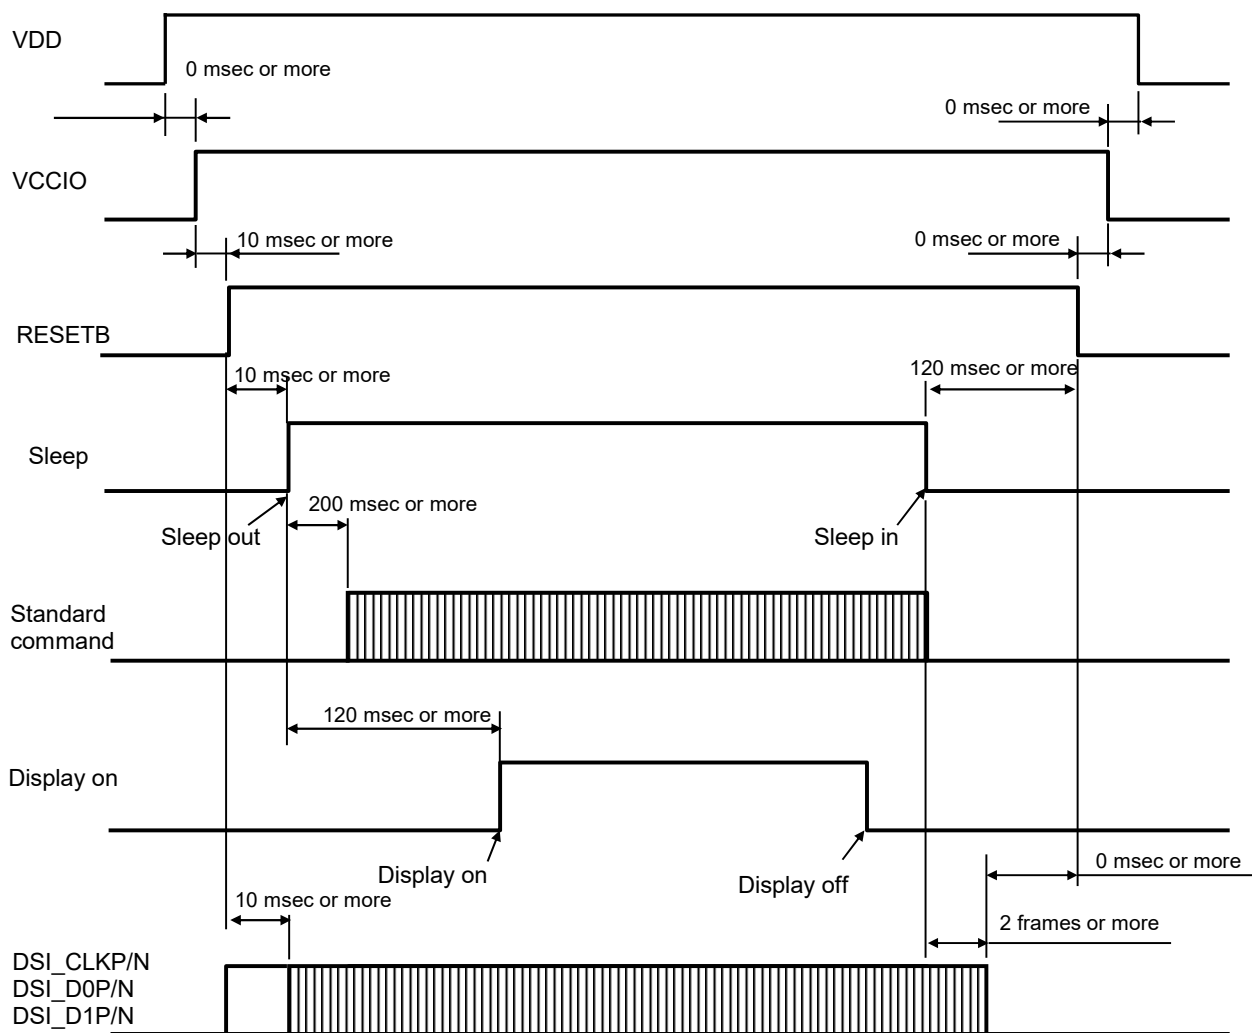 VDD
0 msec or more
0 msec or more
VCCIO
10 msec or more
0 msec or more
RESETB
10 msec or more
120 msec or more
Sleep
200 msec or more
Sleep out
Sleep in
Standard
command
120 msec or more
Display on
Display on
Display off
0 msec or more
10 msec or more
2 frames or more
DSI_CLKP/N
DSI_D0P/N
DSI_D1P/N